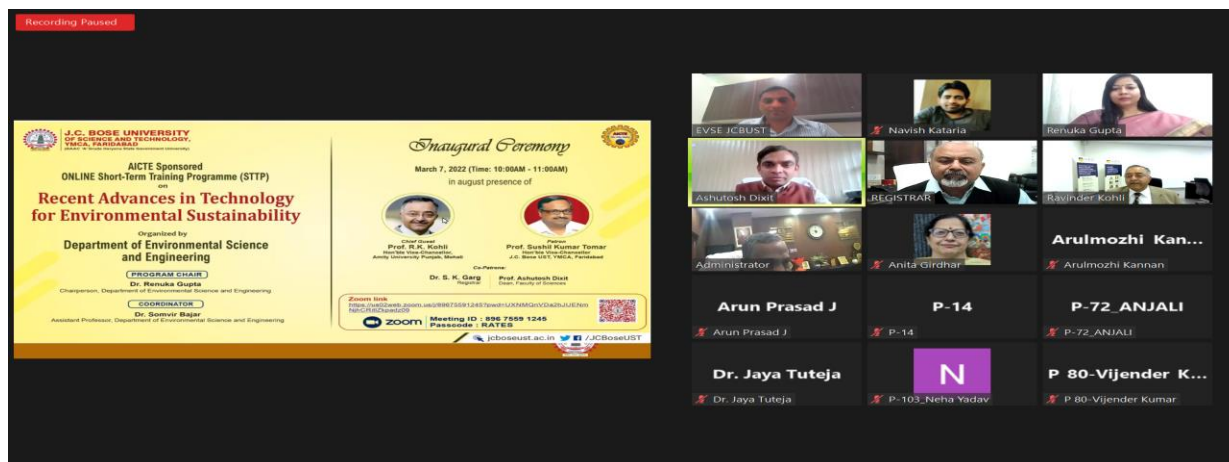 Recording Paused
J.C. BOSE UNIVERSITY
OF SCIENCE AND TECHNOLOGY,
YMCA, FARIDABAD
AICTE Sponsored
ONLINE Short-Term Training Programme (STTP)
on
Recent Advances in Technology
for Environmental Sustainability
Organized by
Department of Environmental Science
and Engineering
PROGRAM CHAIR
Dr. Renuka Gupta
Chairperson, Department of Environmental Science and Engineering
COORDINATOR
Dr. Somvir Bajar
Assistant Professor, Department of Environmental Science and Engineering
Inaugural Ceremony
AICTE
March 7, 2022 (Time: 10:00AM - 11:00AM)
in august presence of
Chief Guest
Prof. R.K. Kohli
Hon'ble Vice-Chancellor,
Amity University Punjab, Mohali
Patron
Prof. Sushil Kumar Tomar
Hon'ble Vice-Chancellor
J.C. Bose UST, YMCA, Faridabad
Co-Patrons:
Dr. S. K. Garg
Registrar
Prof. Ashutosh Dixit
Dean, Faculty of Sciences
Zoom link
zoom
Meeting ID : 896 7559 1245
Passcode : RATES
jcboseust.ac.in
/JCBoseUST
EVSE JCBUST
Navish Kataria
Renuka Gupta
Ashutosh Dixit
REGISTRAR
Ravinder Kohli
Administrator
Anita Girdhar
Arulmozhi Kan...
Arulmozhi Kannan
Arun Prasad J
Arun Prasad J
P-14
P-14
P-72_ANJALI
P-72_ANJALI
Dr. Jaya Tuteja
Dr. Jaya Tuteja
N
P-103_Neha Yadav
P 80-Vijender K...
P 80-Vijender Kumar